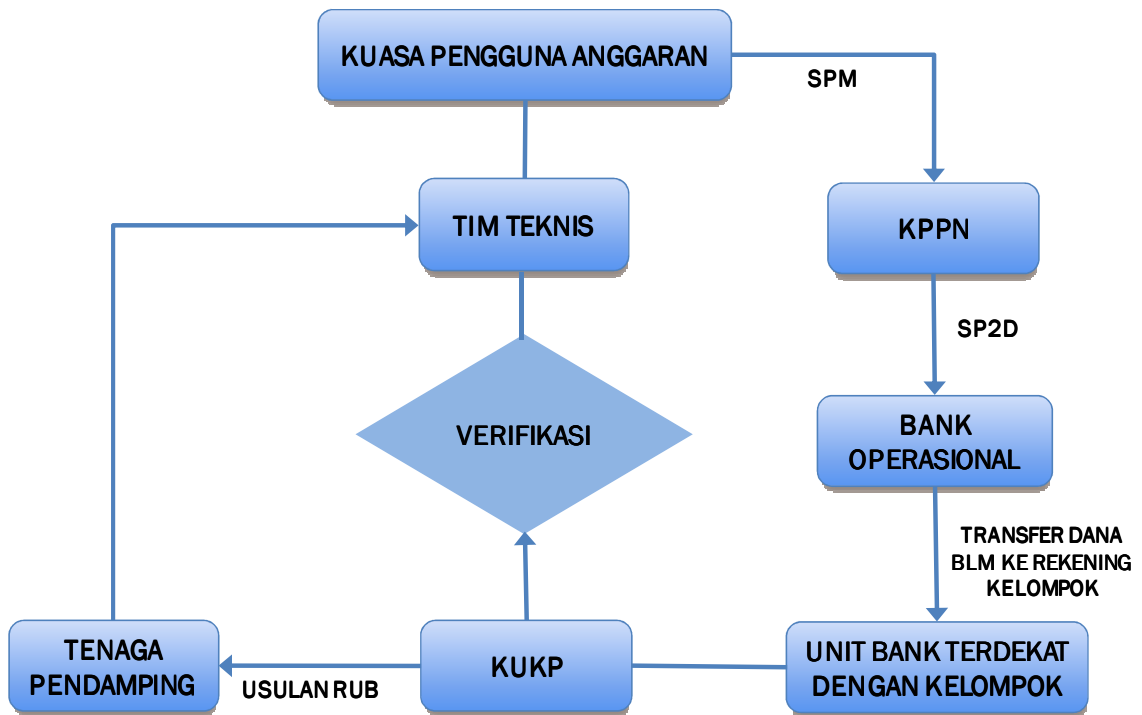 KUASA PENGGUNA ANGGARAN
SPM
TIM TEKNIS
KPPN
SP2D
VERIFIKASI
BANK
OPERASIONAL
TRANSFER DANA
BLM KE REKENING
KELOMPOK
TENAGA
PENDAMPING
USULAN RUB
KUKP
UNIT BANK TERDEKAT
DENGAN KELOMPOK